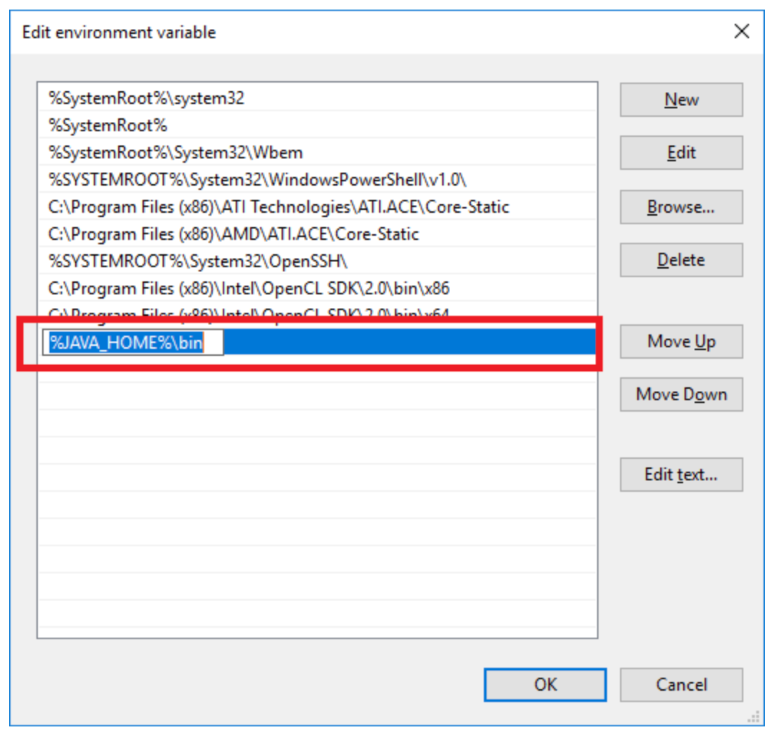 Edit environment variable
%SystemRoot%\system32
%SystemRoot%
%SystemRoot%\System32\Wbem
%SYSTEMROOT%\System32\WindowsPowerShell\v1.0\
C:\Program Files (x86)\ATI Technologies\ATI.ACE\Core-Static
C:\Program Files (x86)\AMD\ATI.ACE\Core-Static
%SYSTEMROOT%\System32\OpenSSH\
C:\Program Files (x86)\Intel\OpenCL SDK\2.0\bin\x86
C:\Program Files (x86)\Intel\OpenCL SDK\2.0\bin\x64
%JAVA_HOME%\bin
New
Edit
Browse...
Delete
Move Up
Move Down
Edit text...
OK
Cancel